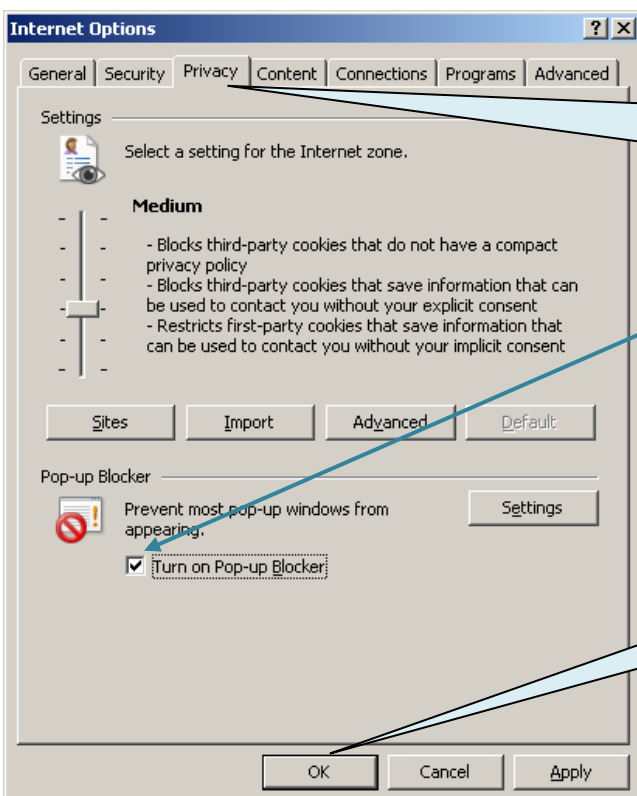 Internet Options
General Security Privacy Content Connections Programs Advanced
Settings
Select a setting for the Internet zone.
Medium
- Blocks third-party cookies that do not have a compact
privacy policy
- Blocks third-party cookies that save information that can
be used to contact you without your explicit consent
- Restricts first-party cookies that save information that
can be used to contact you without your implicit consent
Sites Import Advanced Default
Pop-up Blocker
Prevent most pop-up windows from
appearing.
Settings
Turn on Pop-up Blocker
OK Cancel Apply